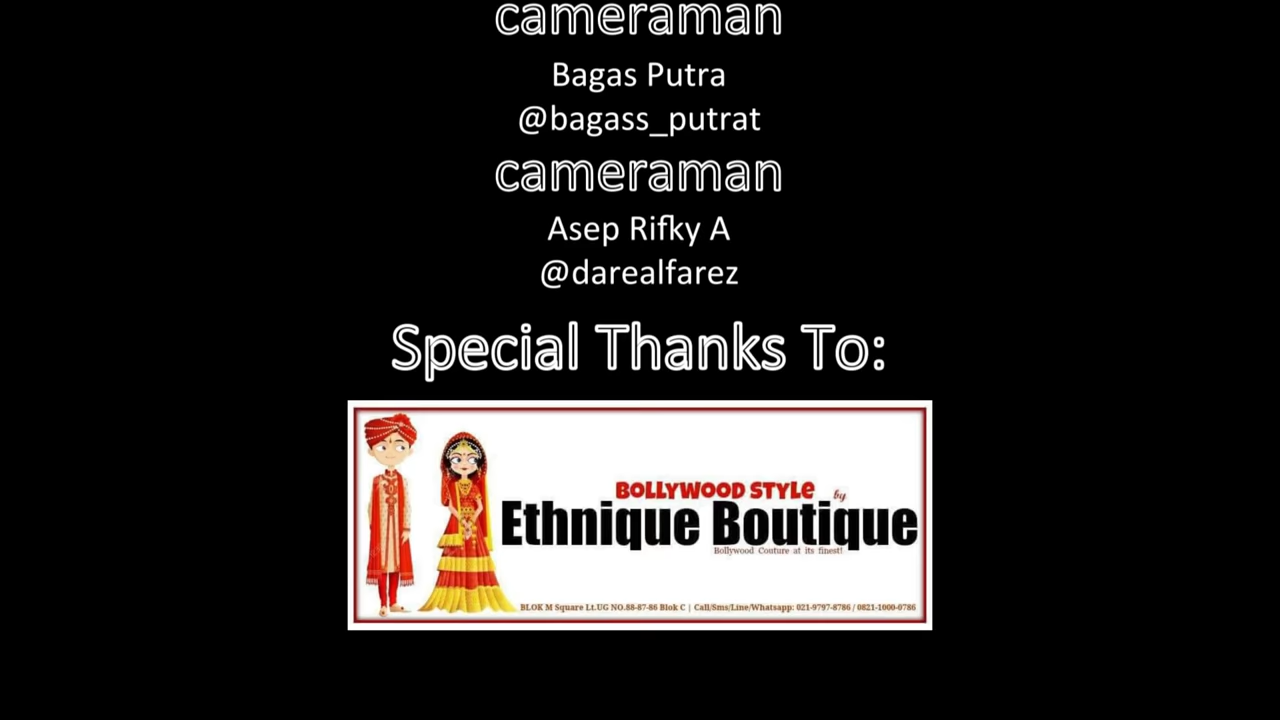 cameraman
Bagas Putra
@bagass_putrat
cameraman
Asep Rifky A
@darealfarez
Special Thanks To:
BOLLYWOOD STYLE by
Ethnique Boutique
Bollywood Couture at its finest!
BLOK M Square Lt.UG NO.88-87-86 Blok C | Call/Sms/Line/Whatsapp: 021-9797-8786 / 0821-1000-0786